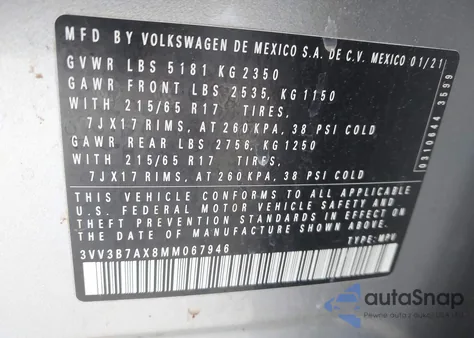 MFD BY VOLKSWAGEN DE MEXICO S.A. DE C.V. MEXICO 01/21
GVWR LBS 5181 KG 2350
GAWR FRONT LBS 2535, KG 1150
WITH 215/65 R17 TIRES,
7JX17 RIMS, AT 260 KPA, 38 PSI COLD
GAWR REAR LBS 2756, KG 1250
WITH 215/65 R17 TIRES,
7JX17 RIMS, AT 260 KPA, 38 PSI COLD
THIS VEHICLE CONFORMS TO ALL APPLICABLE
U.S. FEDERAL MOTOR VEHICLE SAFETY AND
THEFT PREVENTION STANDARDS IN EFFECT ON
THE DATE OF MANUFACTURE SHOWN ABOVE.
3VV3B7AX8MM067946 TYPE: MPV
0310644 3599
autoSnap